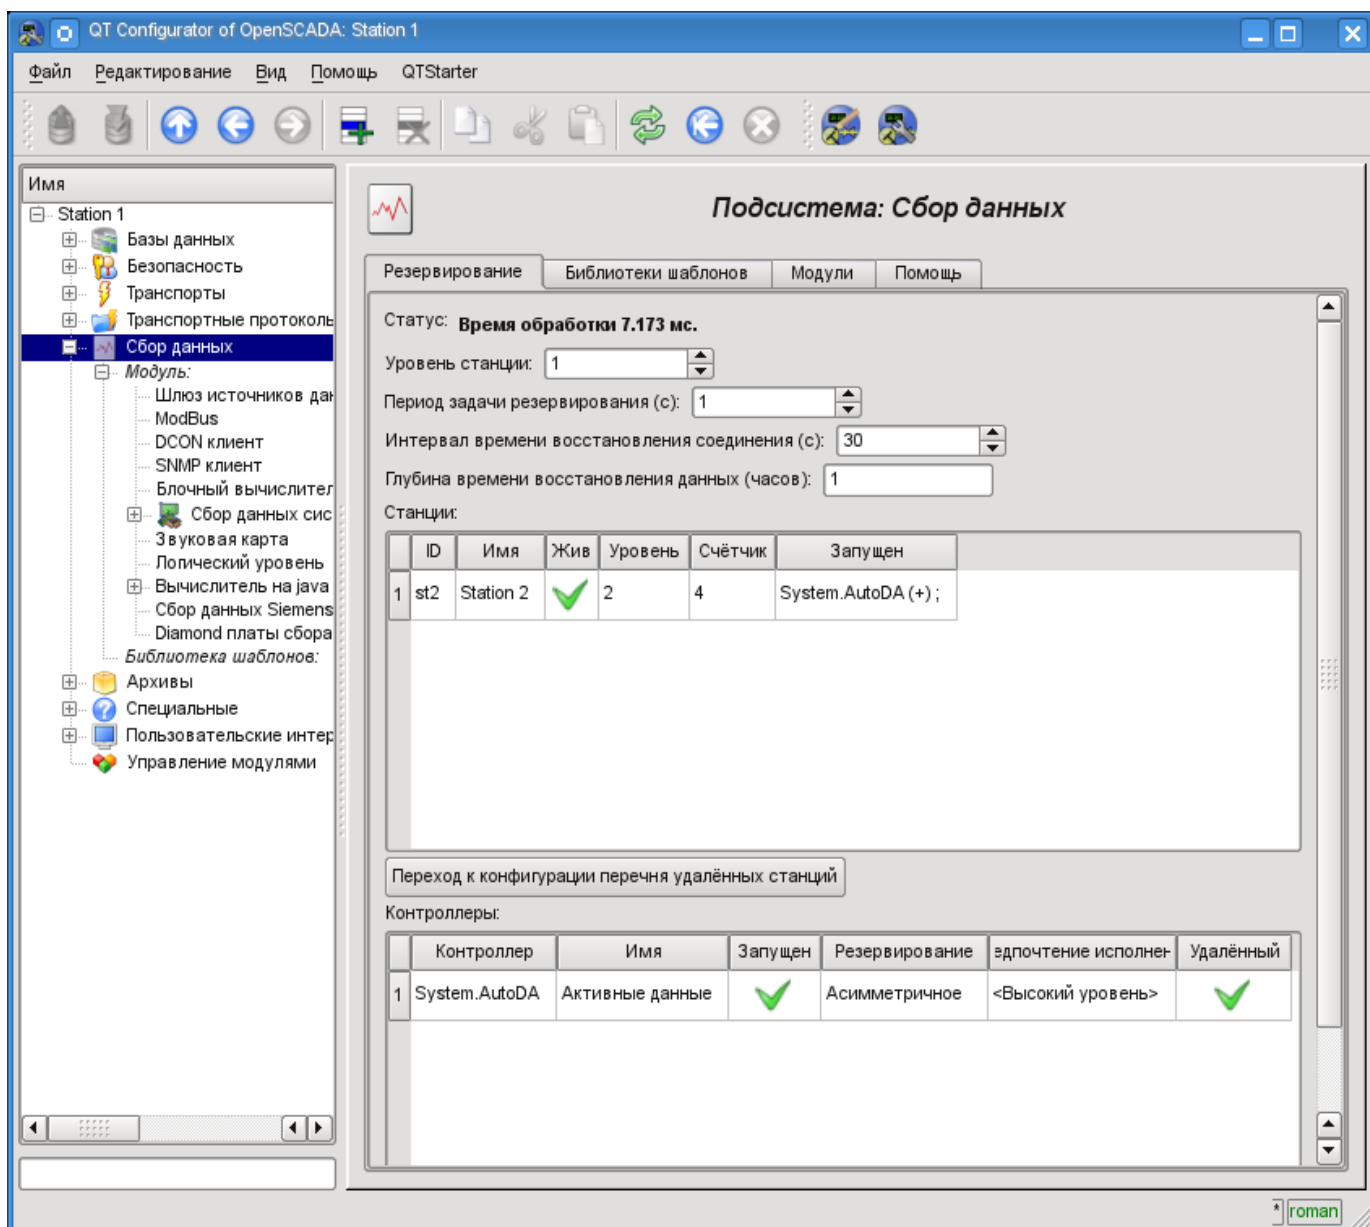 QT Configurator of OpenSCADA: Station 1
Файл Редактирование Вид Помощь QTStarter
Имя
Station 1
Базы данных
Безопасность
Транспорты
Транспортные протоколь
Сбор данных
Модуль:
Шлюз источников дан
ModBus
DCON клиент
SNMP клиент
Блочный вычислител
Сбор данных сис
Звуковая карта
Логический уровень
Вычислитель на java
Сбор данных Siemens
Diamond платы сбора
Библиотека шаблонов:
Архивы
Специальные
Пользовательские интер
Управление модулями
Подсистема: Сбор данных
Резервирование Библиотеки шаблонов Модули Помощь
Статус: Время обработки 7.173 мс.
Уровень станции: 1
Период задачи резервирования (с): 1
Интервал времени восстановления соединения (с): 30
Глубина времени восстановления данных (часов): 1
Станции:
ID Имя Жив Уровень Счётчик Запущен
1 st2 Station 2 2 4 System.AutoDA (+) ;
Переход к конфигурации перечня удалённых станций
Контроллеры:
Контроллер Имя Запущен Резервирование едпочтение исполнен Удалённый
1 System.AutoDA Активные данные Асимметричное <Высокий уровень>
* roman